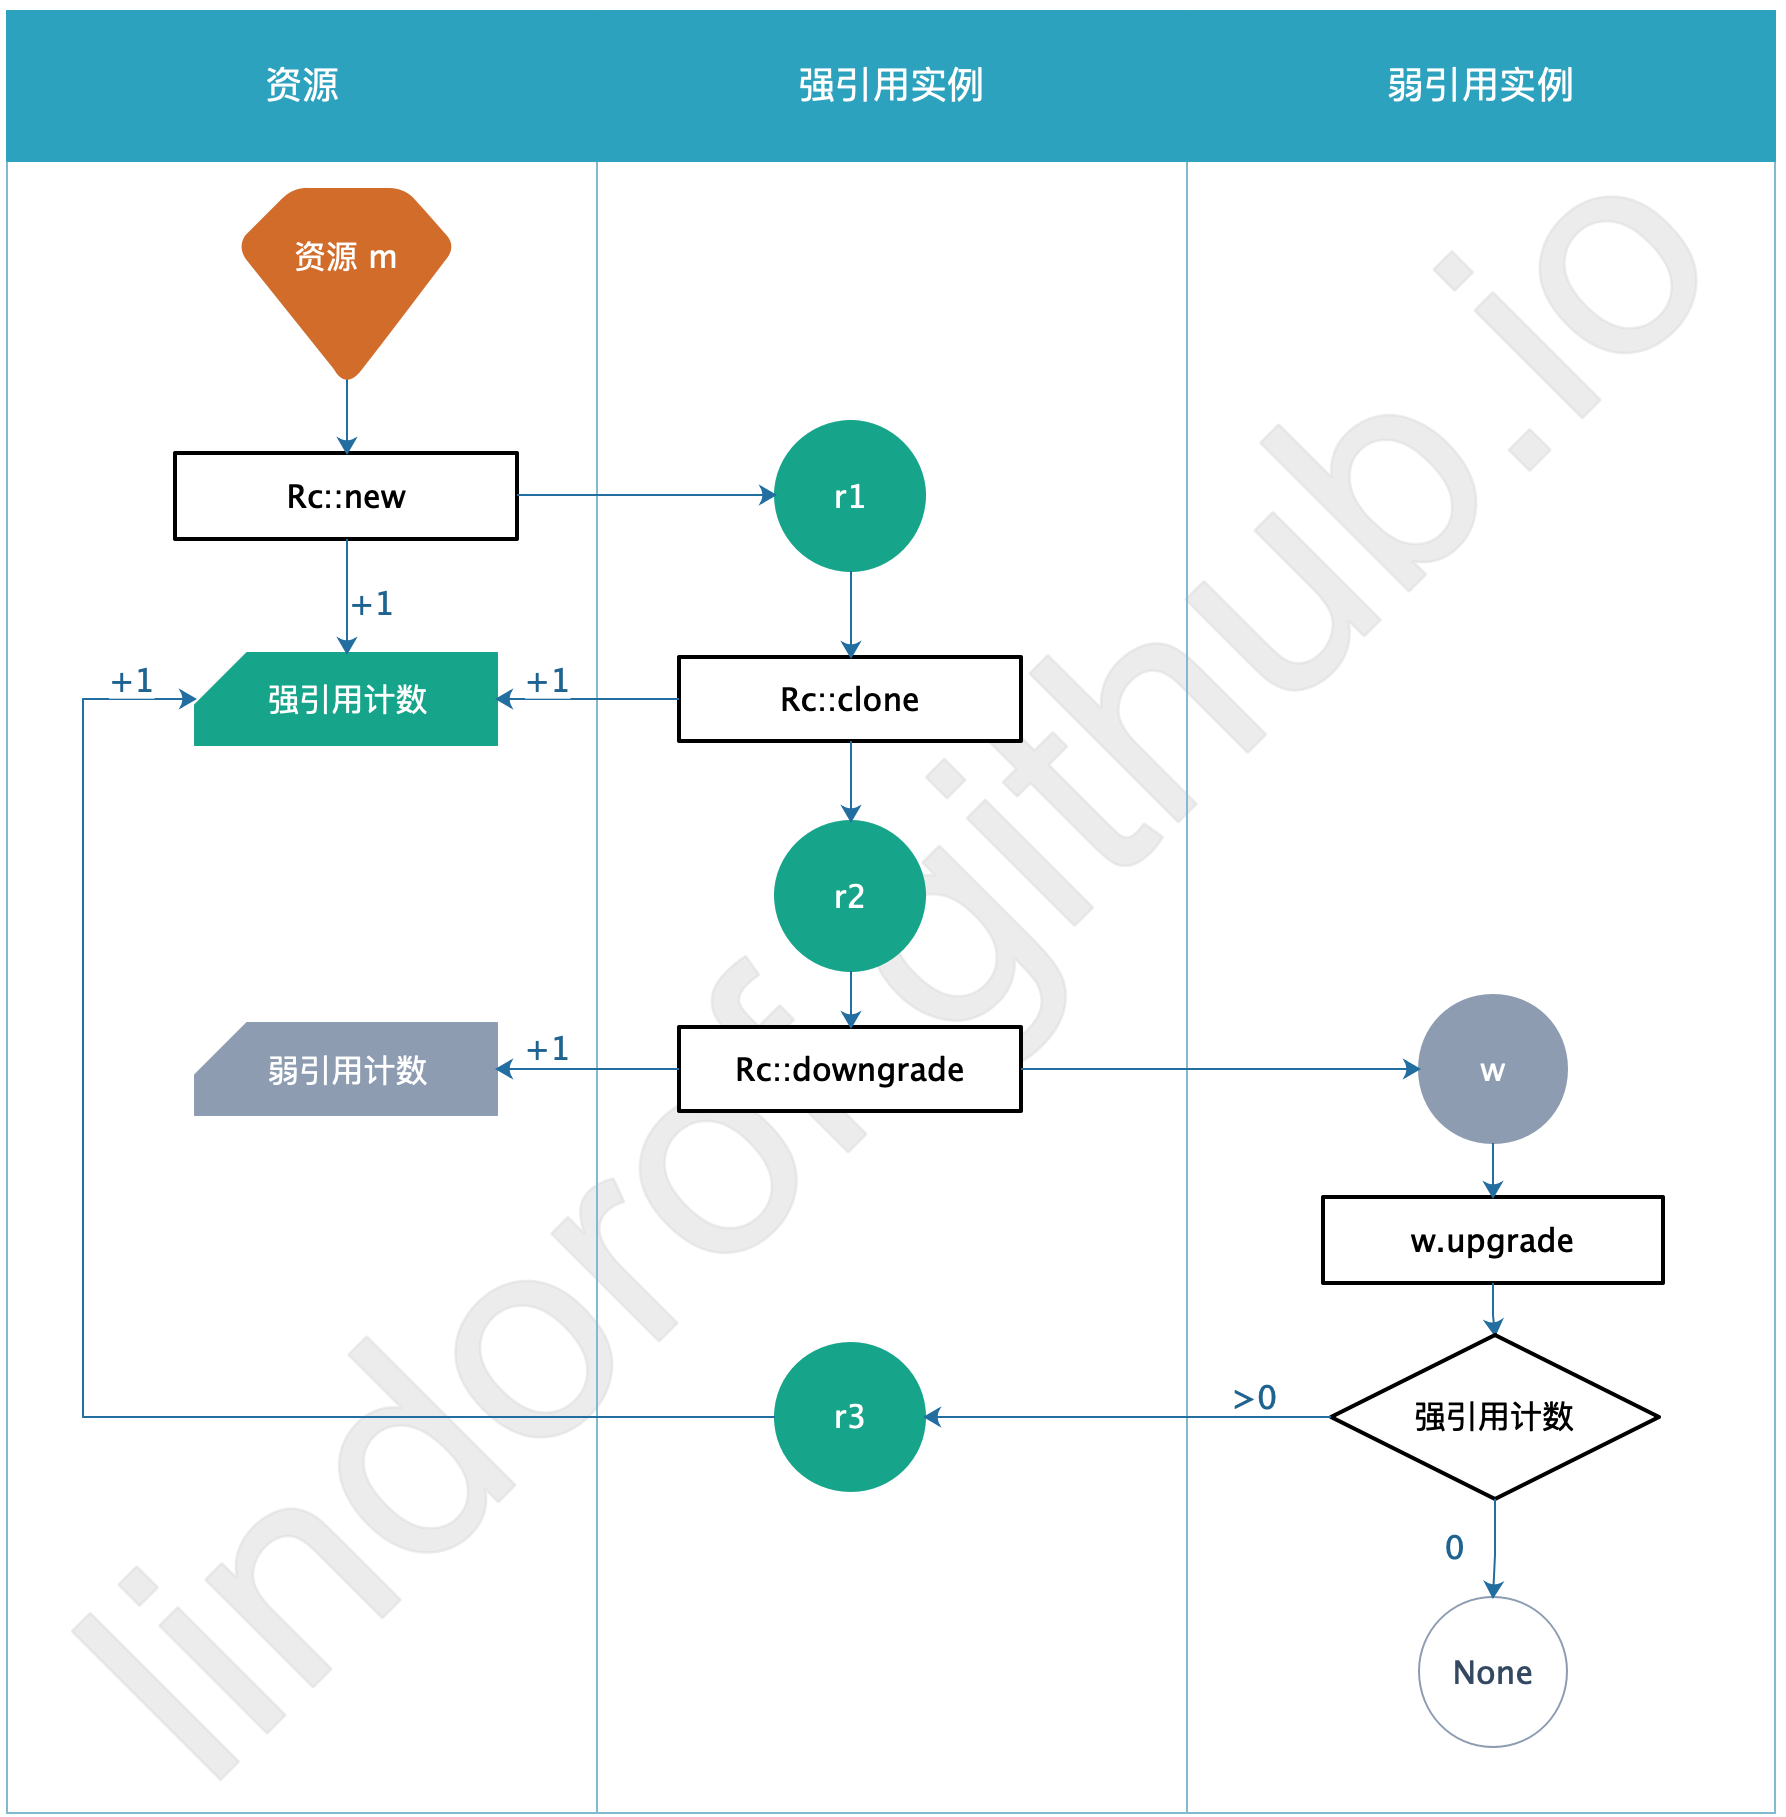 资源
强引用实例
弱引用实例
资源 m
Rc::new
r1
+1
+1
强引用计数
+1
Rc::clone
r2
弱引用计数
+1
Rc::downgrade
w
w.upgrade
r3
>0
强引用计数
0
None
lindorof.github.io